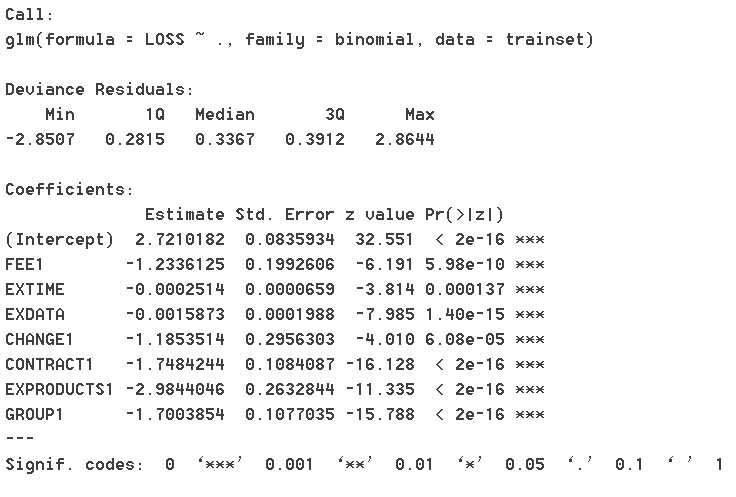 Call:
glm(formula = LOSS ~ ., family = binomial, data = trainset)
Deviance Residuals:
Min 1Q Median 3Q Max
-2.8507 0.2815 0.3367 0.3912 2.8644
Coefficients:
Estimate Std. Error z value Pr(>|z|)
(Intercept) 2.7210182 0.0835934 32.551 < 2e-16 ***
FEE1 -1.2336125 0.1992606 -6.191 5.98e-10 ***
EXTIME -0.0002514 0.0000659 -3.814 0.000137 ***
EXDATA -0.0015873 0.0001988 -7.985 1.40e-15 ***
CHANGE1 -1.1853514 0.2956303 -4.010 6.08e-05 ***
CONTRACT1 -1.7484244 0.1084087 -16.128 < 2e-16 ***
EXPRODUCTS1 -2.9844046 0.2632844 -11.335 < 2e-16 ***
GROUP1 -1.7003854 0.1077035 -15.788 < 2e-16 ***
---
Signif. codes: 0 ‘***’ 0.001 ‘**’ 0.01 ‘*’ 0.05 ‘.’ 0.1 ‘ ’ 1